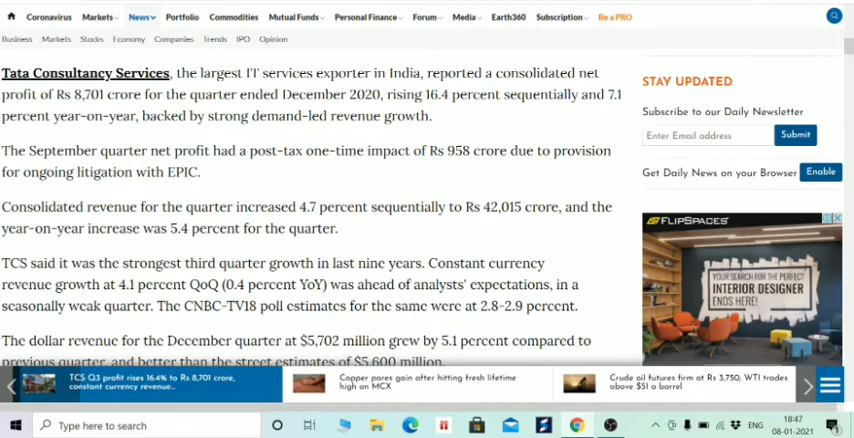 Coronavirus Markets News Portfolio Commodities Mutual Funds Personal Finance Forum Media Earth360 Subscription Be a PRO
Business Markets Stocks Economy Companies Trends IPO Opinion
Tata Consultancy Services, the largest IT services exporter in India, reported a consolidated net
profit of Rs 8,701 crore for the quarter ended December 2020, rising 16.4 percent sequentially and 7.1
percent year-on-year, backed by strong demand-led revenue growth.
The September quarter net profit had a post-tax one-time impact of Rs 958 crore due to provision
for ongoing litigation with EPIC.
Consolidated revenue for the quarter increased 4.7 percent sequentially to Rs 42,015 crore, and the
year-on-year increase was 5.4 percent for the quarter.
TCS said it was the strongest third quarter growth in last nine years. Constant currency
revenue growth at 4.1 percent QoQ (0.4 percent YoY) was ahead of analysts' expectations, in a
seasonally weak quarter. The CNBC-TV18 poll estimates for the same were at 2.8-2.9 percent.
The dollar revenue for the December quarter at $5,702 million grew by 5.1 percent compared to
previous quarter, and better than the street estimates of $5,600 million.
STAY UPDATED
Subscribe to our Daily Newsletter
Enter Email address Submit
Get Daily News on your Browser Enable
FLIPSPACES
YOUR SEARCH FOR THE PERFECT
INTERIOR DESIGNER
ENDS HERE!
TCS Q3 profit rises 16.4% to Rs 8,701 crore,
constant currency revenue...
Copper pares gain after hitting fresh lifetime
high on MCX
Crude oil futures firm at Rs 3,750; WTI trades
above $51 a barrel
Type here to search
ENG
18:47
08-01-2021